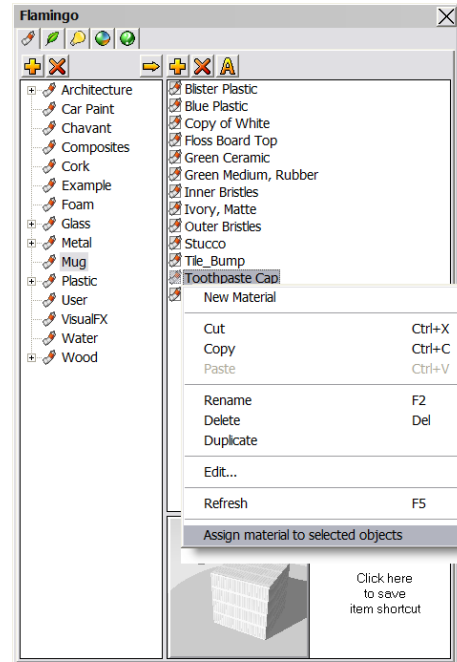 Flamingo
A
Architecture
Car Paint
Chavant
Composites
Cork
Example
Foam
Glass
Metal
Mug
Plastic
User
VisualFX
Water
Wood
Blister Plastic
Blue Plastic
Copy of White
Floss Board Top
Green Ceramic
Green Medium, Rubber
Inner Bristles
Ivory, Matte
Outer Bristles
Stucco
Tile_Bump
Toothpaste Cap
New Material
Cut Ctrl+X
Copy Ctrl+C
Paste Ctrl+V
Rename F2
Delete Del
Duplicate
Edit...
Refresh F5
Assign material to selected objects
Click here
to save
item shortcut